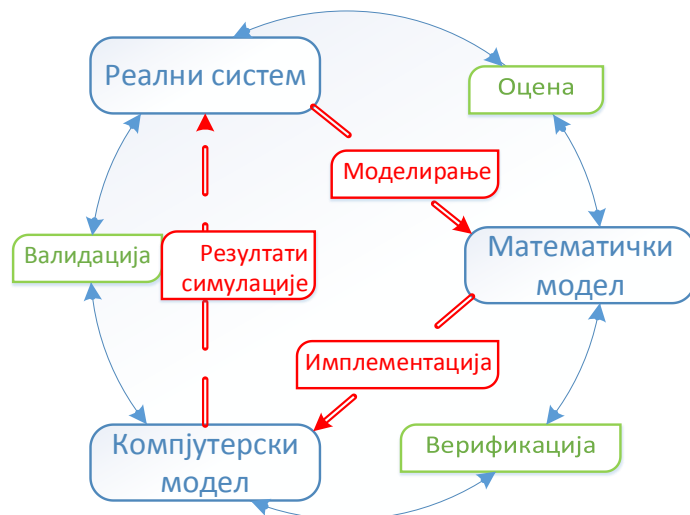 Реални систем
Оцена
Моделирање
Валидација
Резултати
симулације
Математички
модел
Имплементација
Компјутерски
модел
Верификација